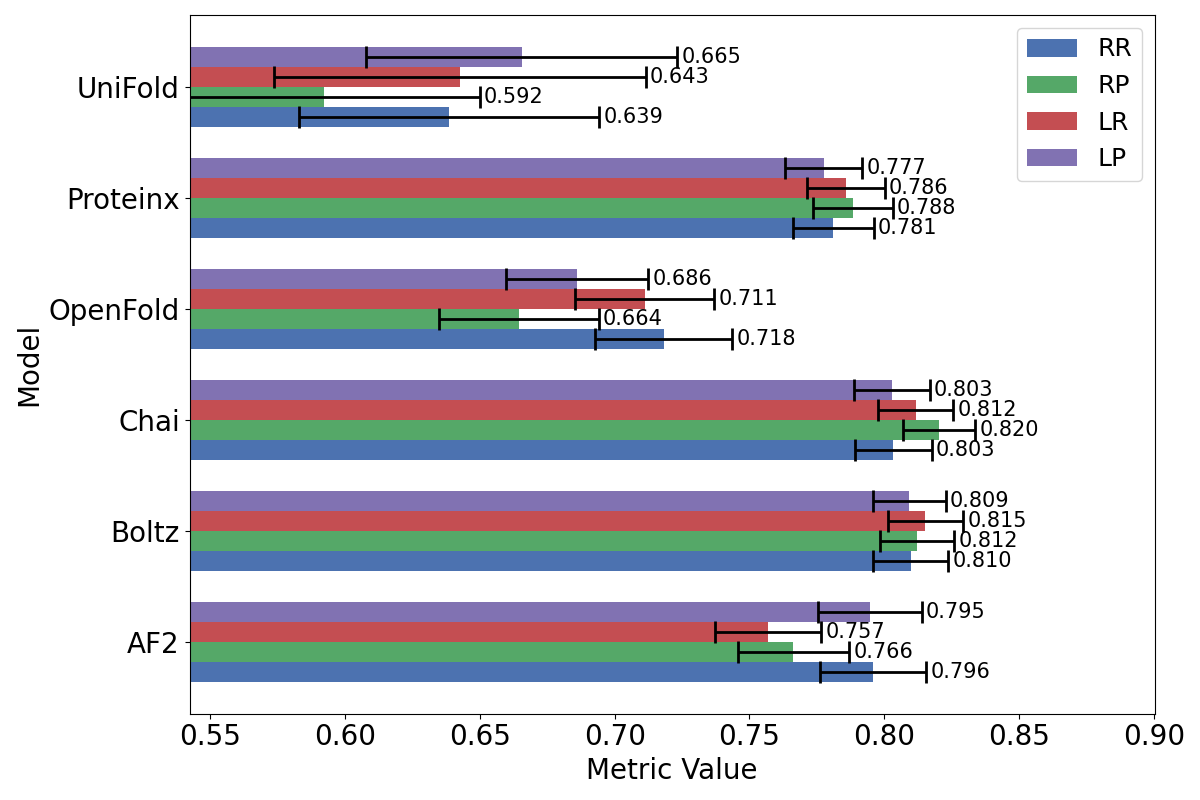 RR
RP
LR
LP
UniFold
0.665
0.643
0.592
0.639
Proteinx
0.777
0.786
0.788
0.781
OpenFold
0.686
0.711
0.664
0.718
Chai
0.803
0.812
0.820
0.803
Boltz
0.809
0.815
0.812
0.810
AF2
0.795
0.757
0.766
0.796
Model
0.55 0.60 0.65 0.70 0.75 0.80 0.85 0.90
Metric Value